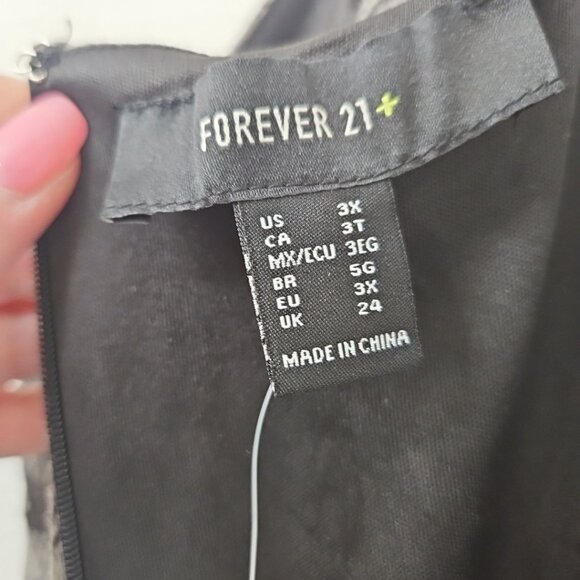 FOREVER 21+
US 3X
CA 3T
MX/ECU 3EG
BR 5G
EU 3X
UK 24
MADE IN CHINA